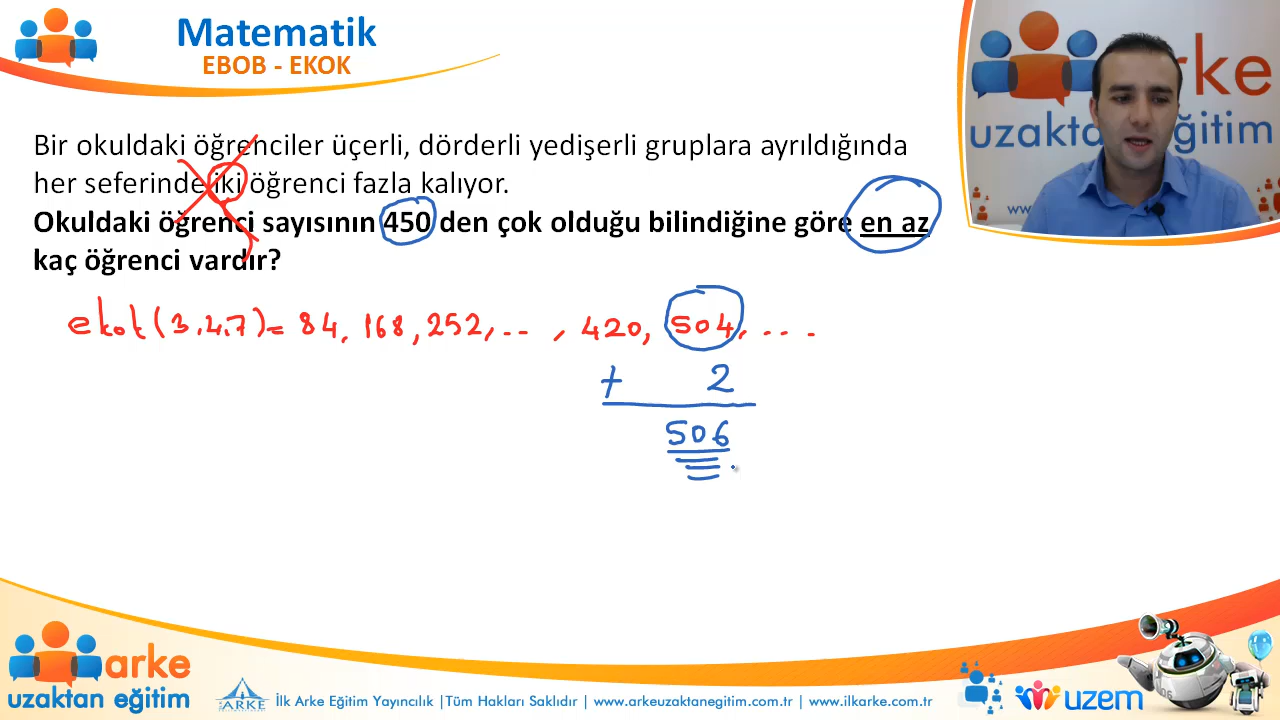 Matematik
EBOB - EKOK
arke
uzaktan eğitim
www
Bir okuldaki öğrenciler üçerli, dörderli yedişerli gruplara ayrıldığında
her seferinde iki öğrenci fazla kalıyor.
Okuldaki öğrenci sayısının 450 den çok olduğu bilindiğine göre en az
kaç öğrenci vardır?
ekok(3,4,7)= 84, 168, 252, ... , 420, 504, ...
+ 2
506
arke
uzaktan eğitim
ARKE
İlk Arke Eğitim Yayıncılık |Tüm Hakları Saklıdır | www.arkeuzaktanegitim.com.tr | www.ilkarke.com.tr
uzem